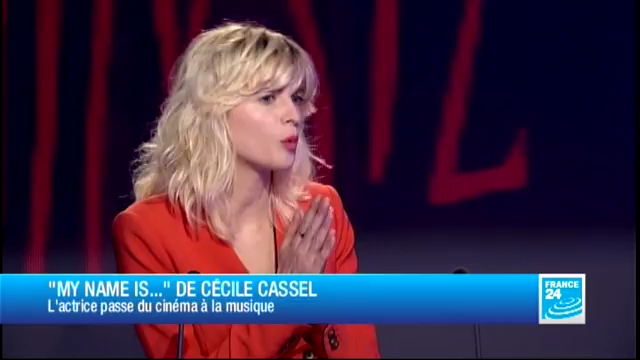 "MY NAME IS..." DE CÉCILE CASSEL
L'actrice passe du cinéma à la musique
FRANCE
24